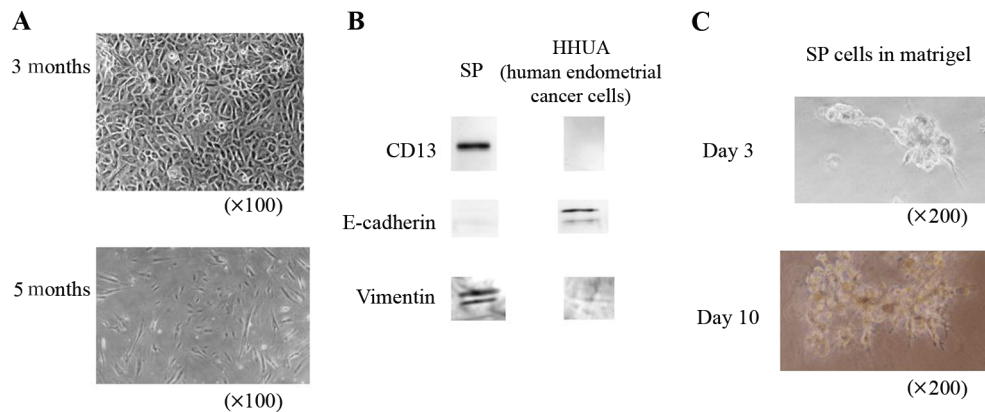 A
3 months
(×100)
5 months
(×100)
B
SP
HHUA
(human endometrial
cancer cells)
CD13
E-cadherin
Vimentin
C
SP cells in matrigel
Day 3
(×200)
Day 10
(×200)